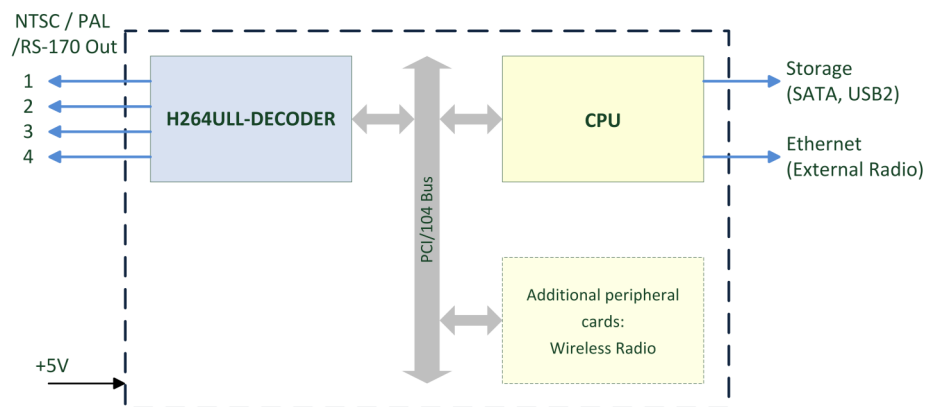 NTSC / PAL
/RS-170 Out
1
2
3
4
H264ULL-DECODER
PCI/104 Bus
CPU
Storage
(SATA, USB2)
Ethernet
(External Radio)
Additional peripheral
cards:
Wireless Radio
+5V